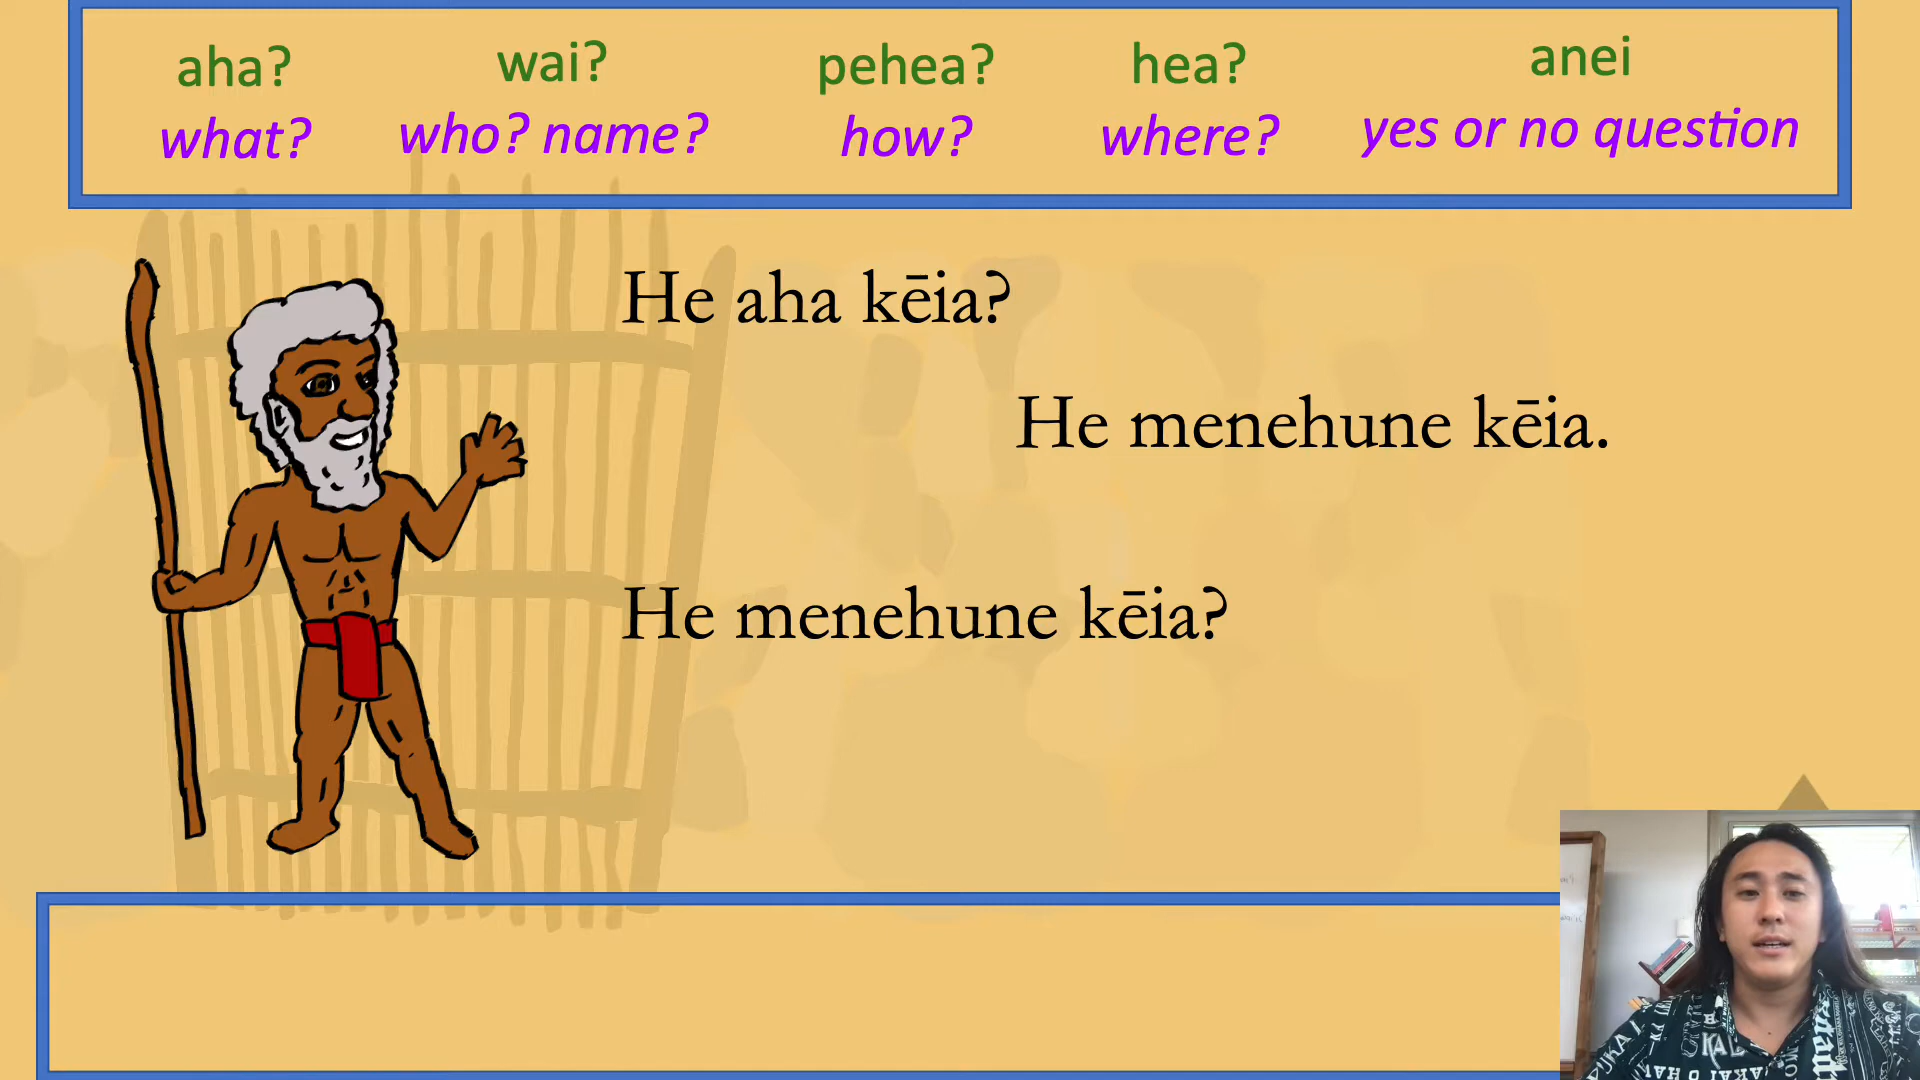 aha? wai? pehea? hea? anei
what? who? name? how? where? yes or no question
He aha kēia?
He menehune kēia.
He menehune kēia?